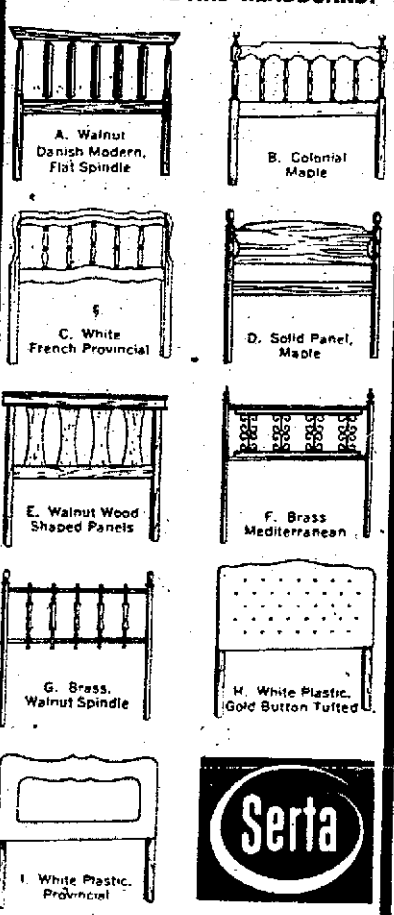 A. Walnut
Danish Modern,
Flat Spindle
B. Colonial
Maple
C. White
French Provincial
D. Solid Panel,
Maple
E. Walnut Wood
Shaped Panels
F. Brass
Mediterranean
G. Brass,
Walnut Spindle
H. White Plastic,
Gold Button Tufted
I. White Plastic,
Provincial
Serta